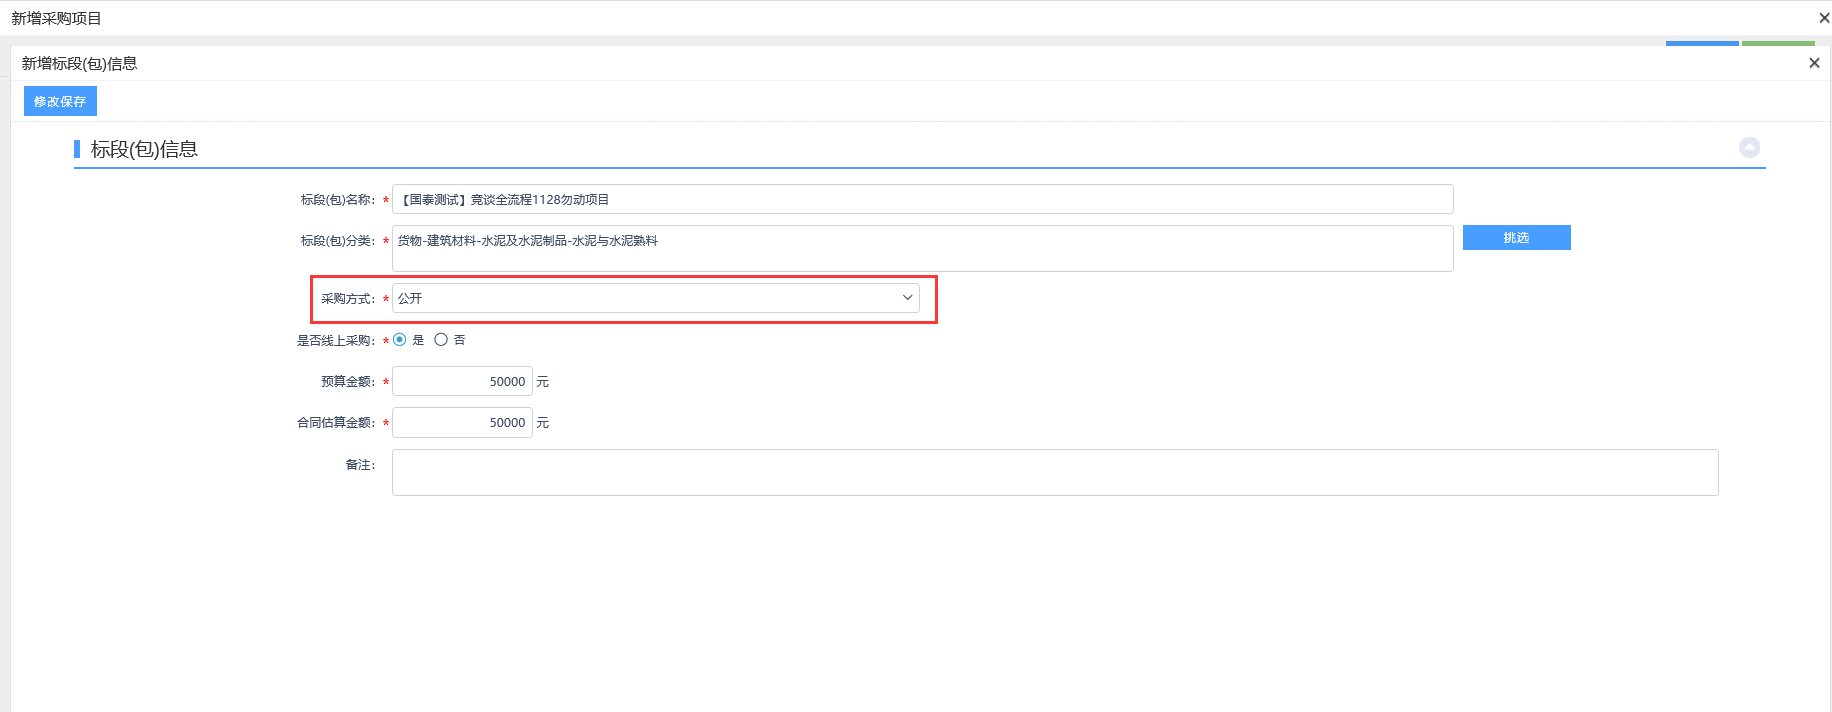 新增采购项目
新增标段(包)信息
修改保存
标段(包)信息
标段(包)名称：* 【国泰测试】竞谈全流程1128勿动项目
标段(包)分类：* 货物-建筑材料-水泥及水泥制品-水泥与水泥熟料 挑选
采购方式：* 公开
是否线上采购：* 是 否
预算金额：* 50000 元
合同估算金额：* 50000 元
备注：